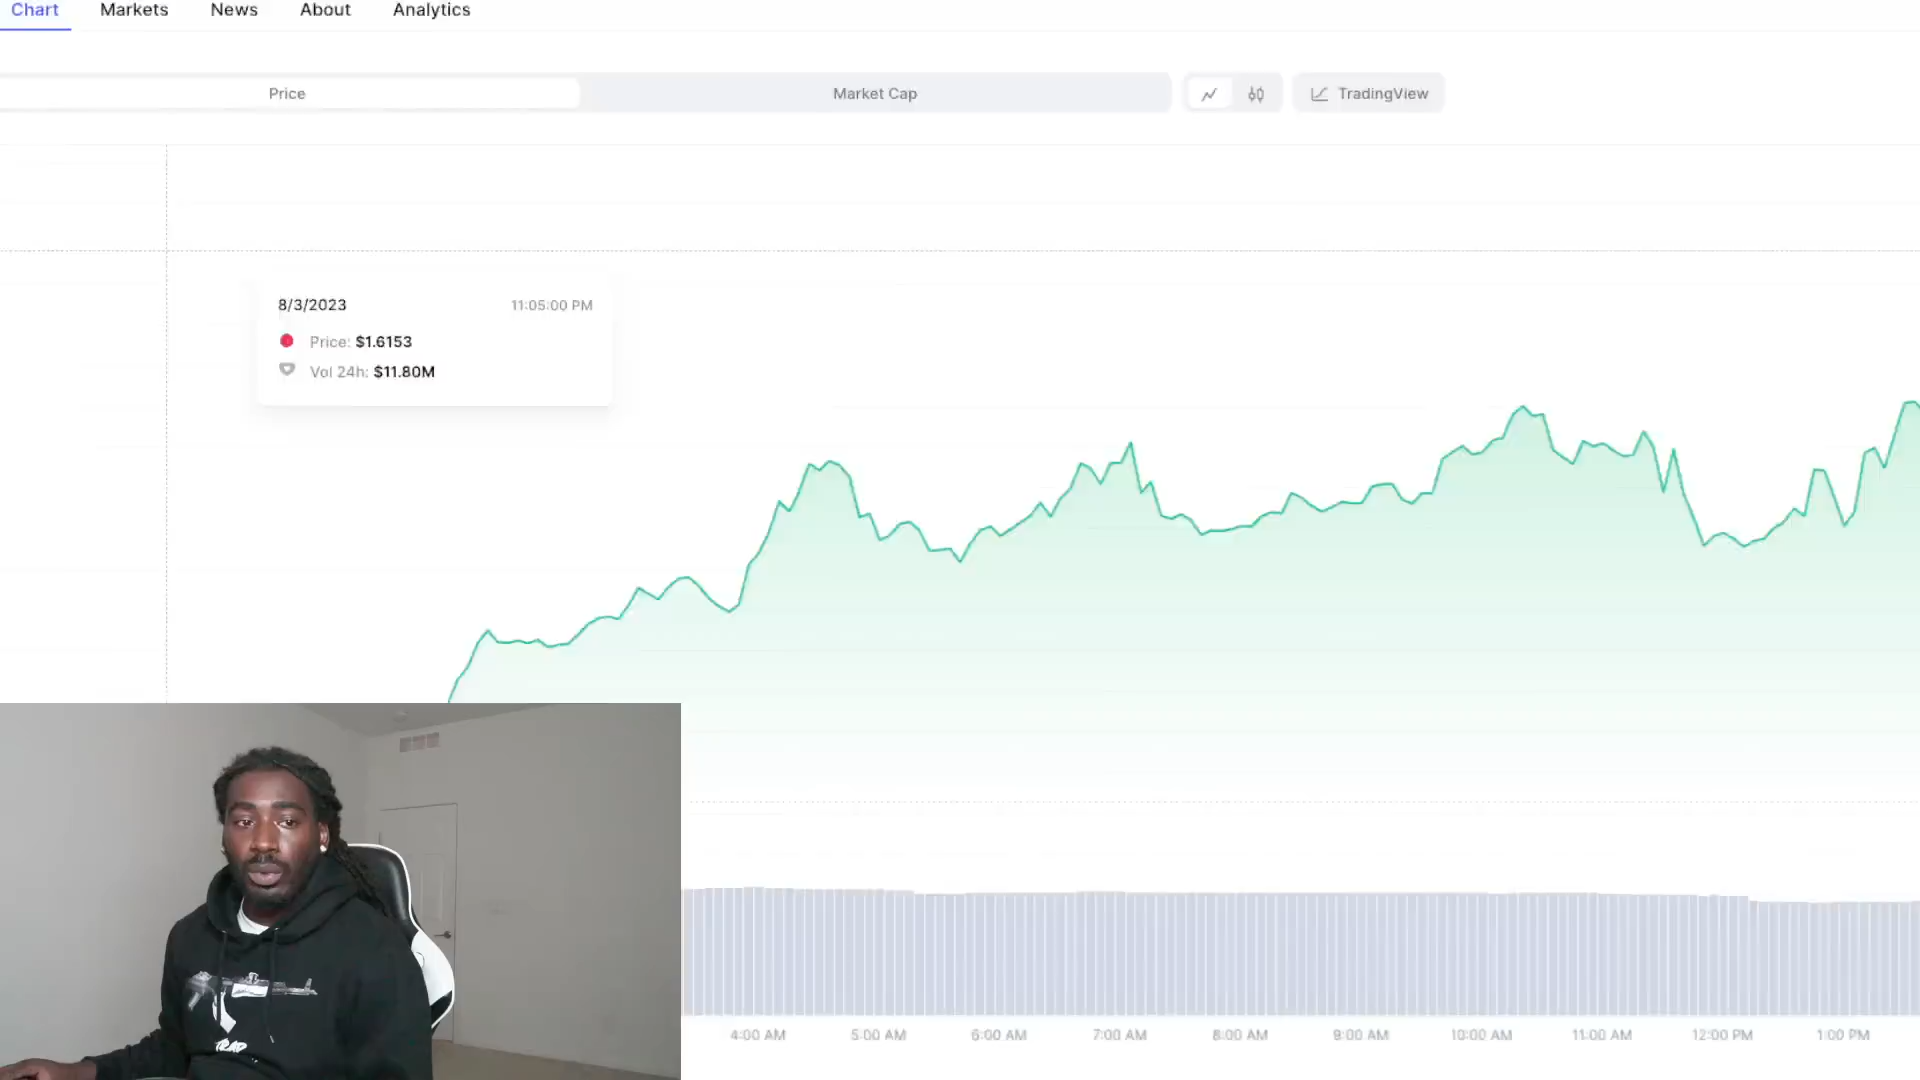 Chart Markets News About Analytics
Price Market Cap TradingView
8/3/2023 11:05:00 PM
Price: $1.6153
Vol 24h: $11.80M
TRAP
4:00 AM 5:00 AM 6:00 AM 7:00 AM 8:00 AM 9:00 AM 10:00 AM 11:00 AM 12:00 PM 1:00 PM